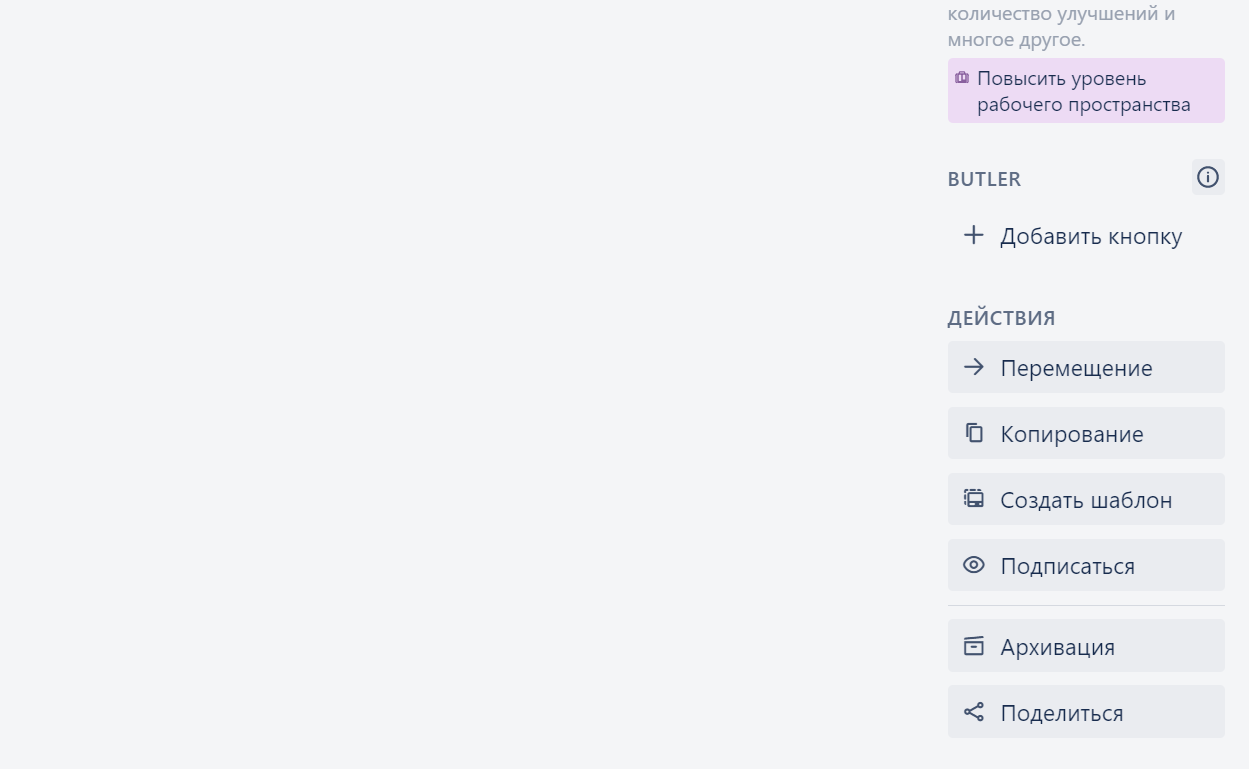 количество улучшений и
многое другое.
Повысить уровень
рабочего пространства
BUTLER
Добавить кнопку
ДЕЙСТВИЯ
Перемещение
Копирование
Создать шаблон
Подписаться
Архивация
Поделиться